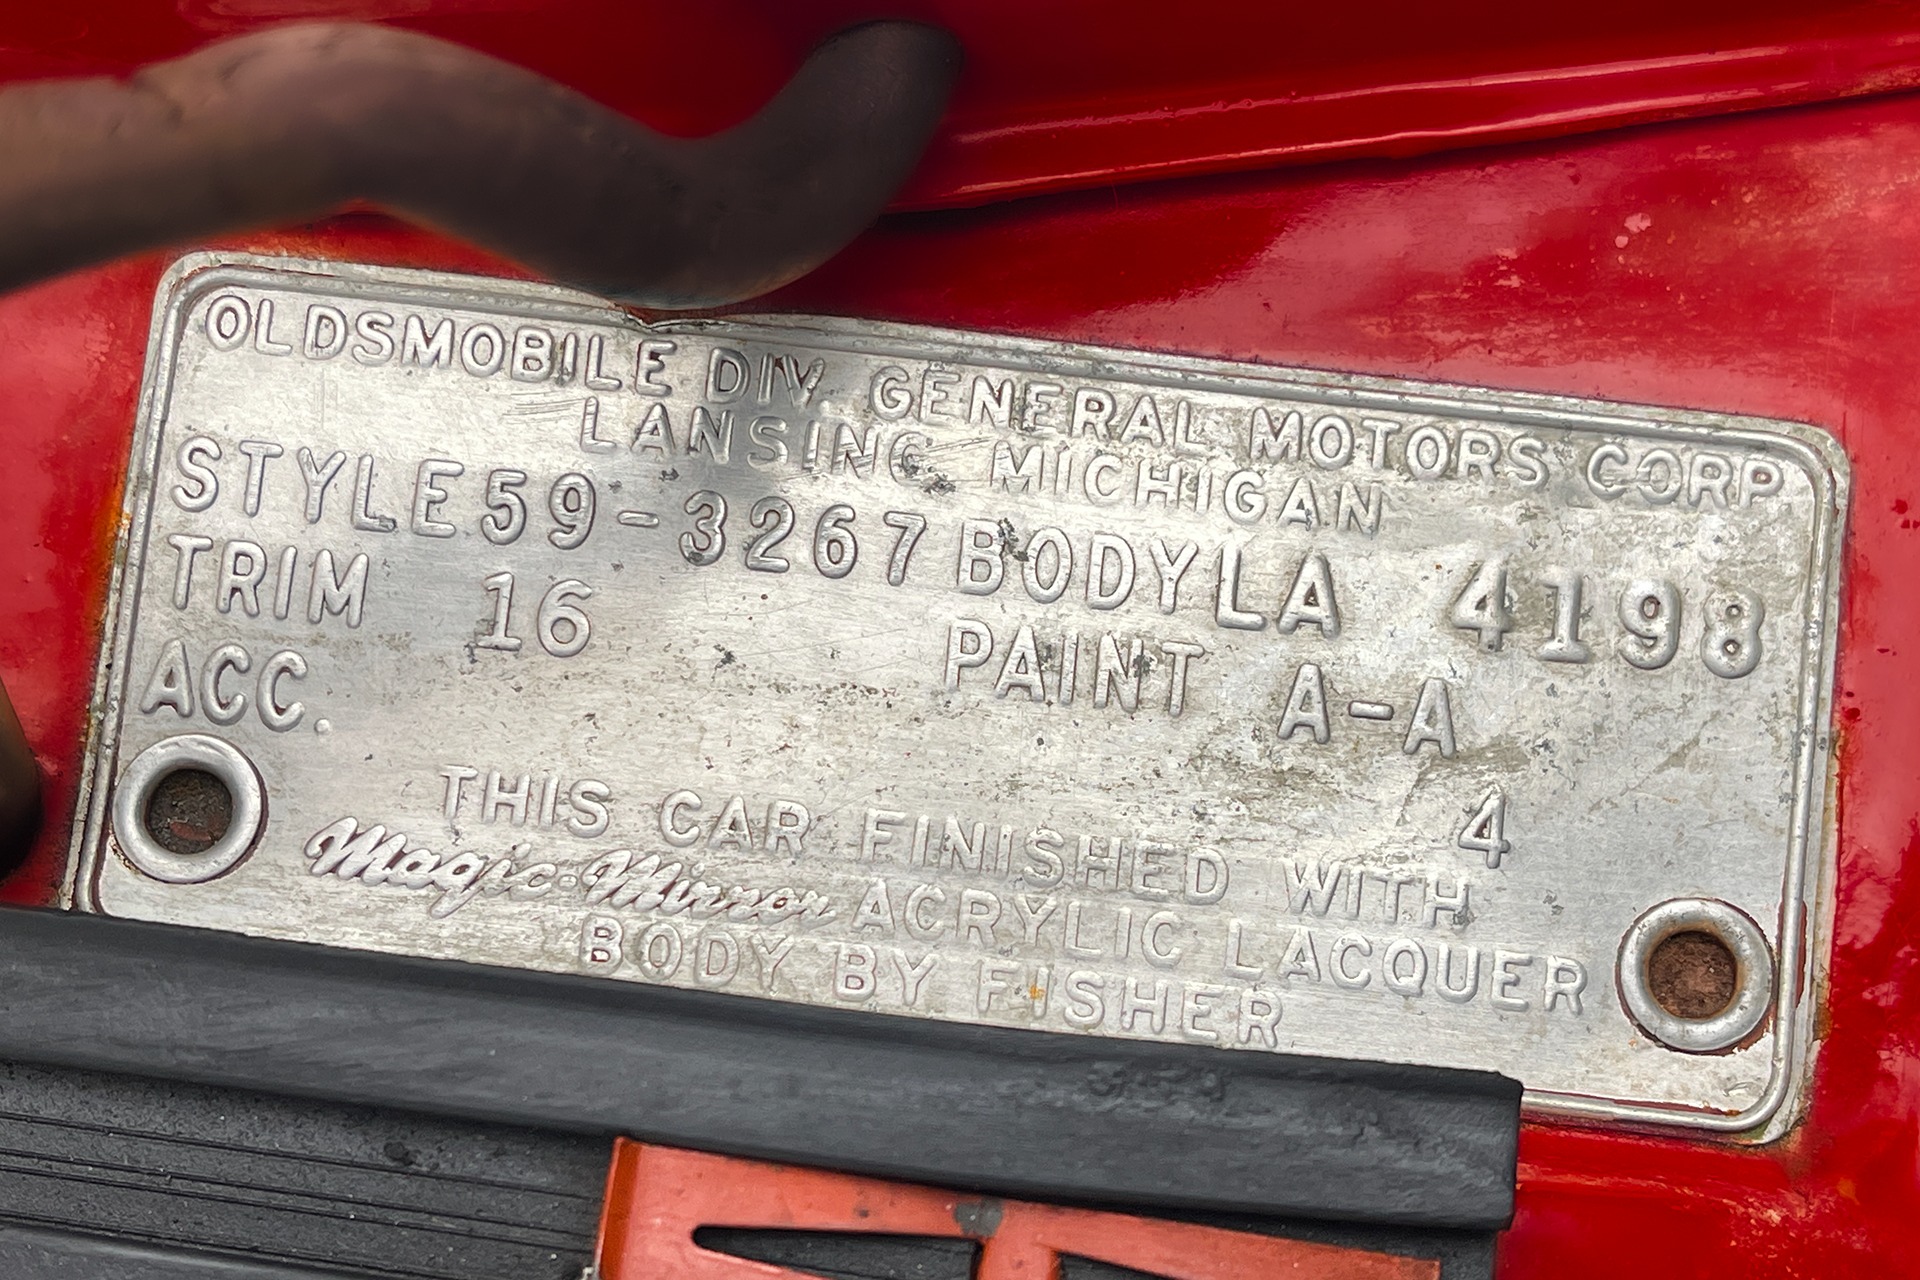 OLDSMOBILE DIV. GENERAL MOTORS CORP.
LANSING MICHIGAN
STYLE 59-3267 BODY LA 4198
TRIM 16 PAINT A-A
ACC.
4
THIS CAR FINISHED WITH
Magic-Mirror ACRYLIC LACQUER
BODY BY FISHER